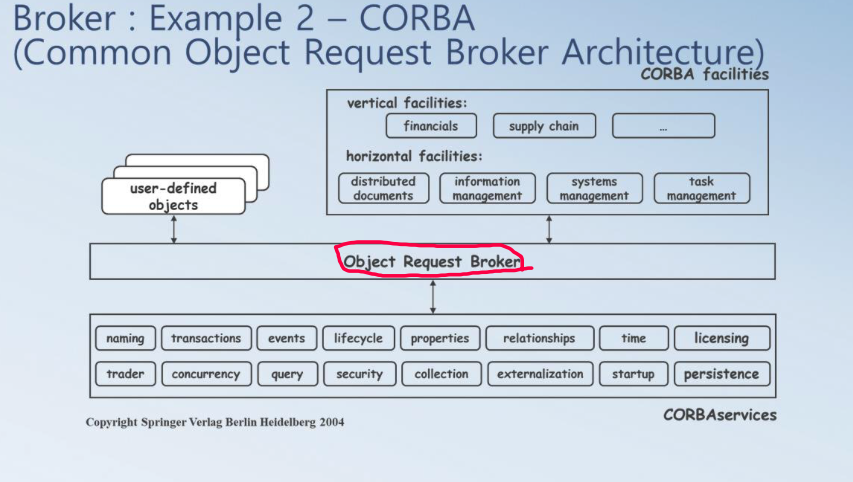 Broker : Example 2 – CORBA
(Common Object Request Broker Architecture)
CORBA facilities
vertical facilities:
financials
supply chain
...
horizontal facilities:
distributed
documents
information
management
systems
management
task
management
user-defined
objects
Object Request Broker
naming
transactions
events
lifecycle
properties
relationships
time
licensing
trader
concurrency
query
security
collection
externalization
startup
persistence
CORBAservices
Copyright Springer Verlag Berlin Heidelberg 2004